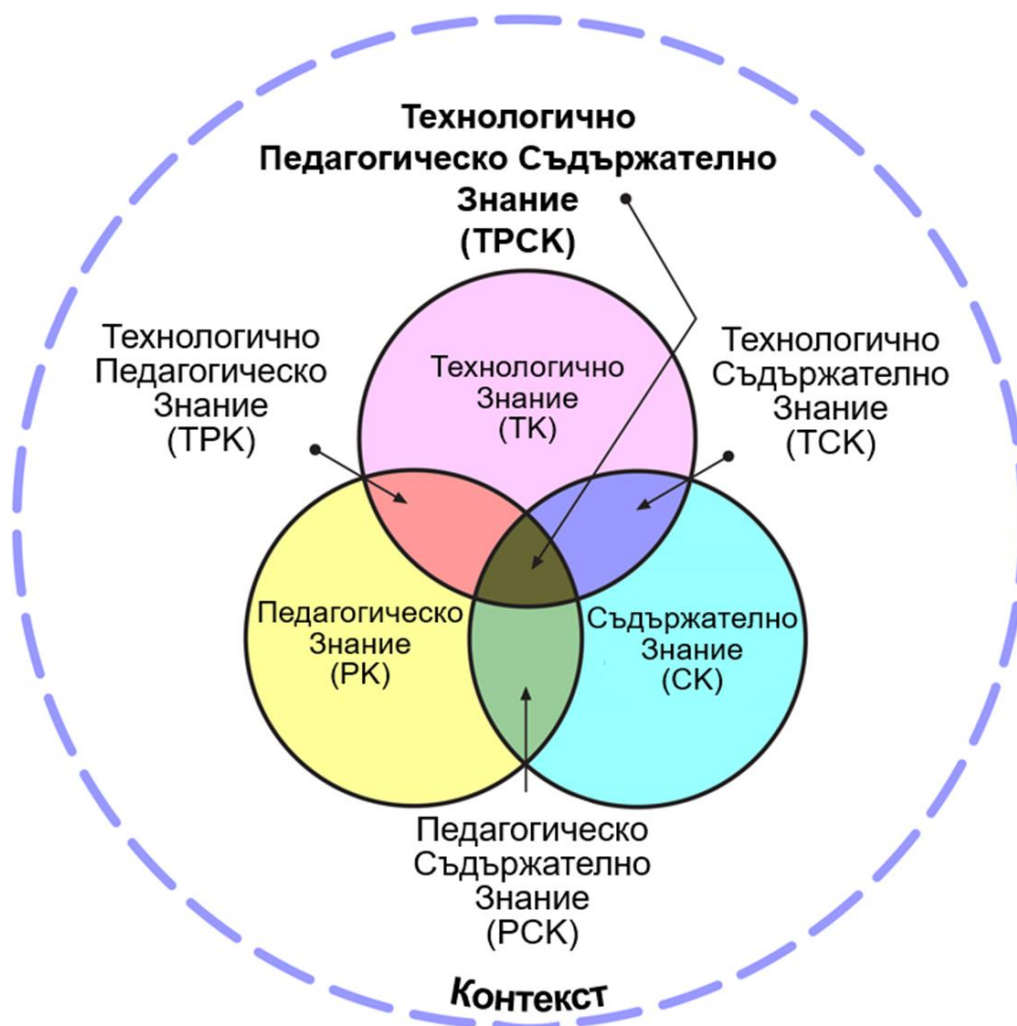 Технологично
Педагогическо Съдържателно
Знание
(TPCK)
Технологично
Педагогическо
Знание
(TPK)
Технологично
Знание
(TK)
Технологично
Съдържателно
Знание
(TCK)
Педагогическо
Знание
(PK)
Съдържателно
Знание
(CK)
Педагогическо
Съдържателно
Знание
(PCK)
Контекст